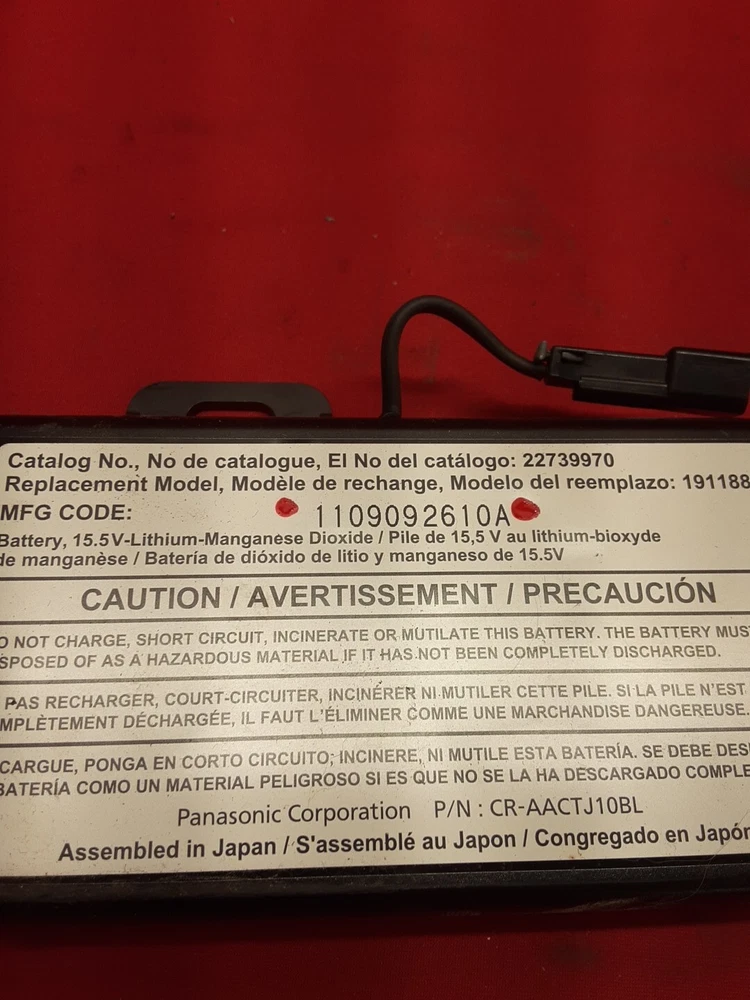 Catalog No., No de catalogue, El No del catálogo: 22739970
Replacement Model, Modèle de rechange, Modelo del reemplazo: 191188
MFG CODE: 1109092610A
Battery, 15.5V-Lithium-Manganese Dioxide / Pile de 15,5 V au lithium-bioxyde
de manganèse / Batería de dióxido de litio y manganeso de 15.5V
CAUTION / AVERTISSEMENT / PRECAUCIÓN
O NOT CHARGE, SHORT CIRCUIT, INCINERATE OR MUTILATE THIS BATTERY. THE BATTERY MUS
SPOSED OF AS A HAZARDOUS MATERIAL IF IT HAS NOT BEEN COMPLETELY DISCHARGED.
PAS RECHARGER, COURT-CIRCUITER, INCINÉRER NI MUTILER CETTE PILE. SI LA PILE N'EST
MPLÈTEMENT DÉCHARGÉE, IL FAUT L'ÉLIMINER COMME UNE MARCHANDISE DANGEREUSE.
CARGUE, PONGA EN CORTO CIRCUITO; INCINERE, NI MUTILE ESTA BATERÍA. SE DEBE DES
BATERÍA COMO UN MATERIAL PELIGROSO SI ES QUE NO SE LA HA DESCARGADO COMPLE
Panasonic Corporation P/N : CR-AACTJ10BL
Assembled in Japan / S'assemblé au Japon / Congregado en Japón